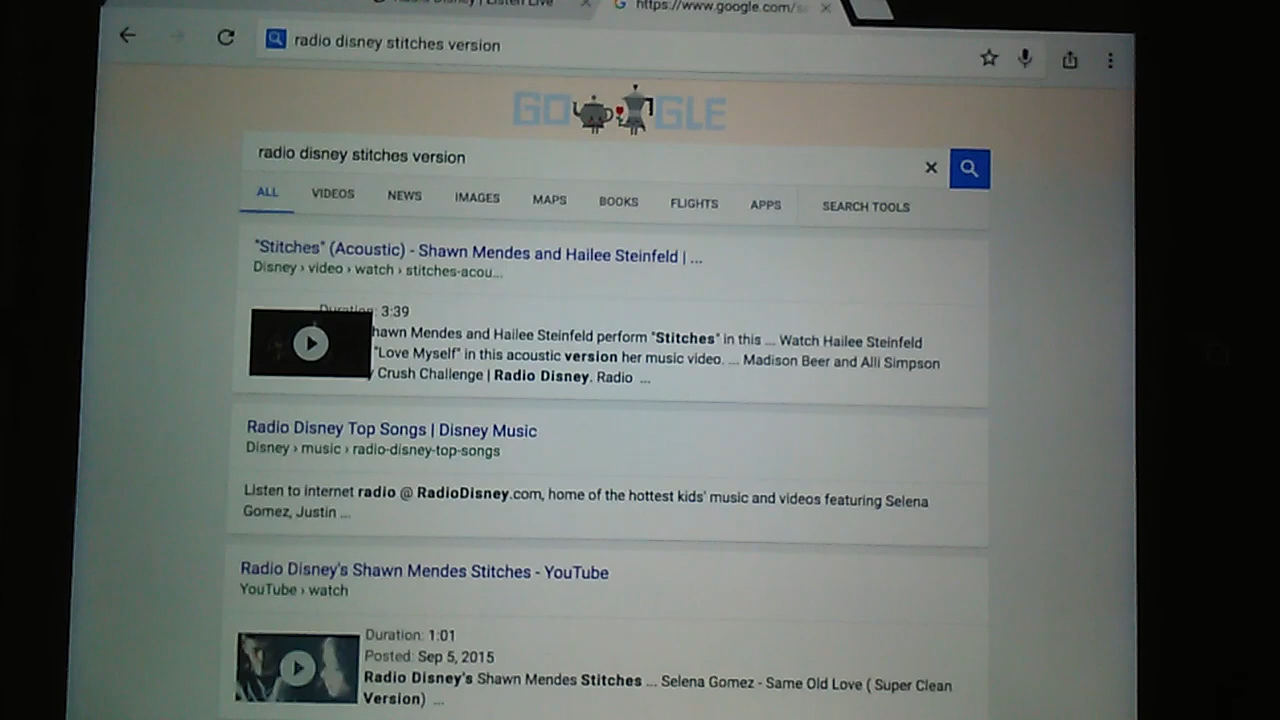 Radio Disney | Listen Live
https://www.google.com/s
radio disney stitches version
GO GLE
radio disney stitches version
ALL VIDEOS NEWS IMAGES MAPS BOOKS FLIGHTS APPS SEARCH TOOLS
"Stitches" (Acoustic) - Shawn Mendes and Hailee Steinfeld | ...
Disney › video › watch › stitches-acou...
Duration: 3:39
hawn Mendes and Hailee Steinfeld perform "Stitches" in this ... Watch Hailee Steinfeld
"Love Myself" in this acoustic version her music video. ... Madison Beer and Alli Simpson
y Crush Challenge | Radio Disney. Radio ...
Radio Disney Top Songs | Disney Music
Disney › music › radio-disney-top-songs
Listen to internet radio @ RadioDisney.com, home of the hottest kids' music and videos featuring Selena
Gomez, Justin ...
Radio Disney's Shawn Mendes Stitches - YouTube
YouTube › watch
Duration: 1:01
Posted: Sep 5, 2015
Radio Disney's Shawn Mendes Stitches ... Selena Gomez - Same Old Love ( Super Clean
Version) ...